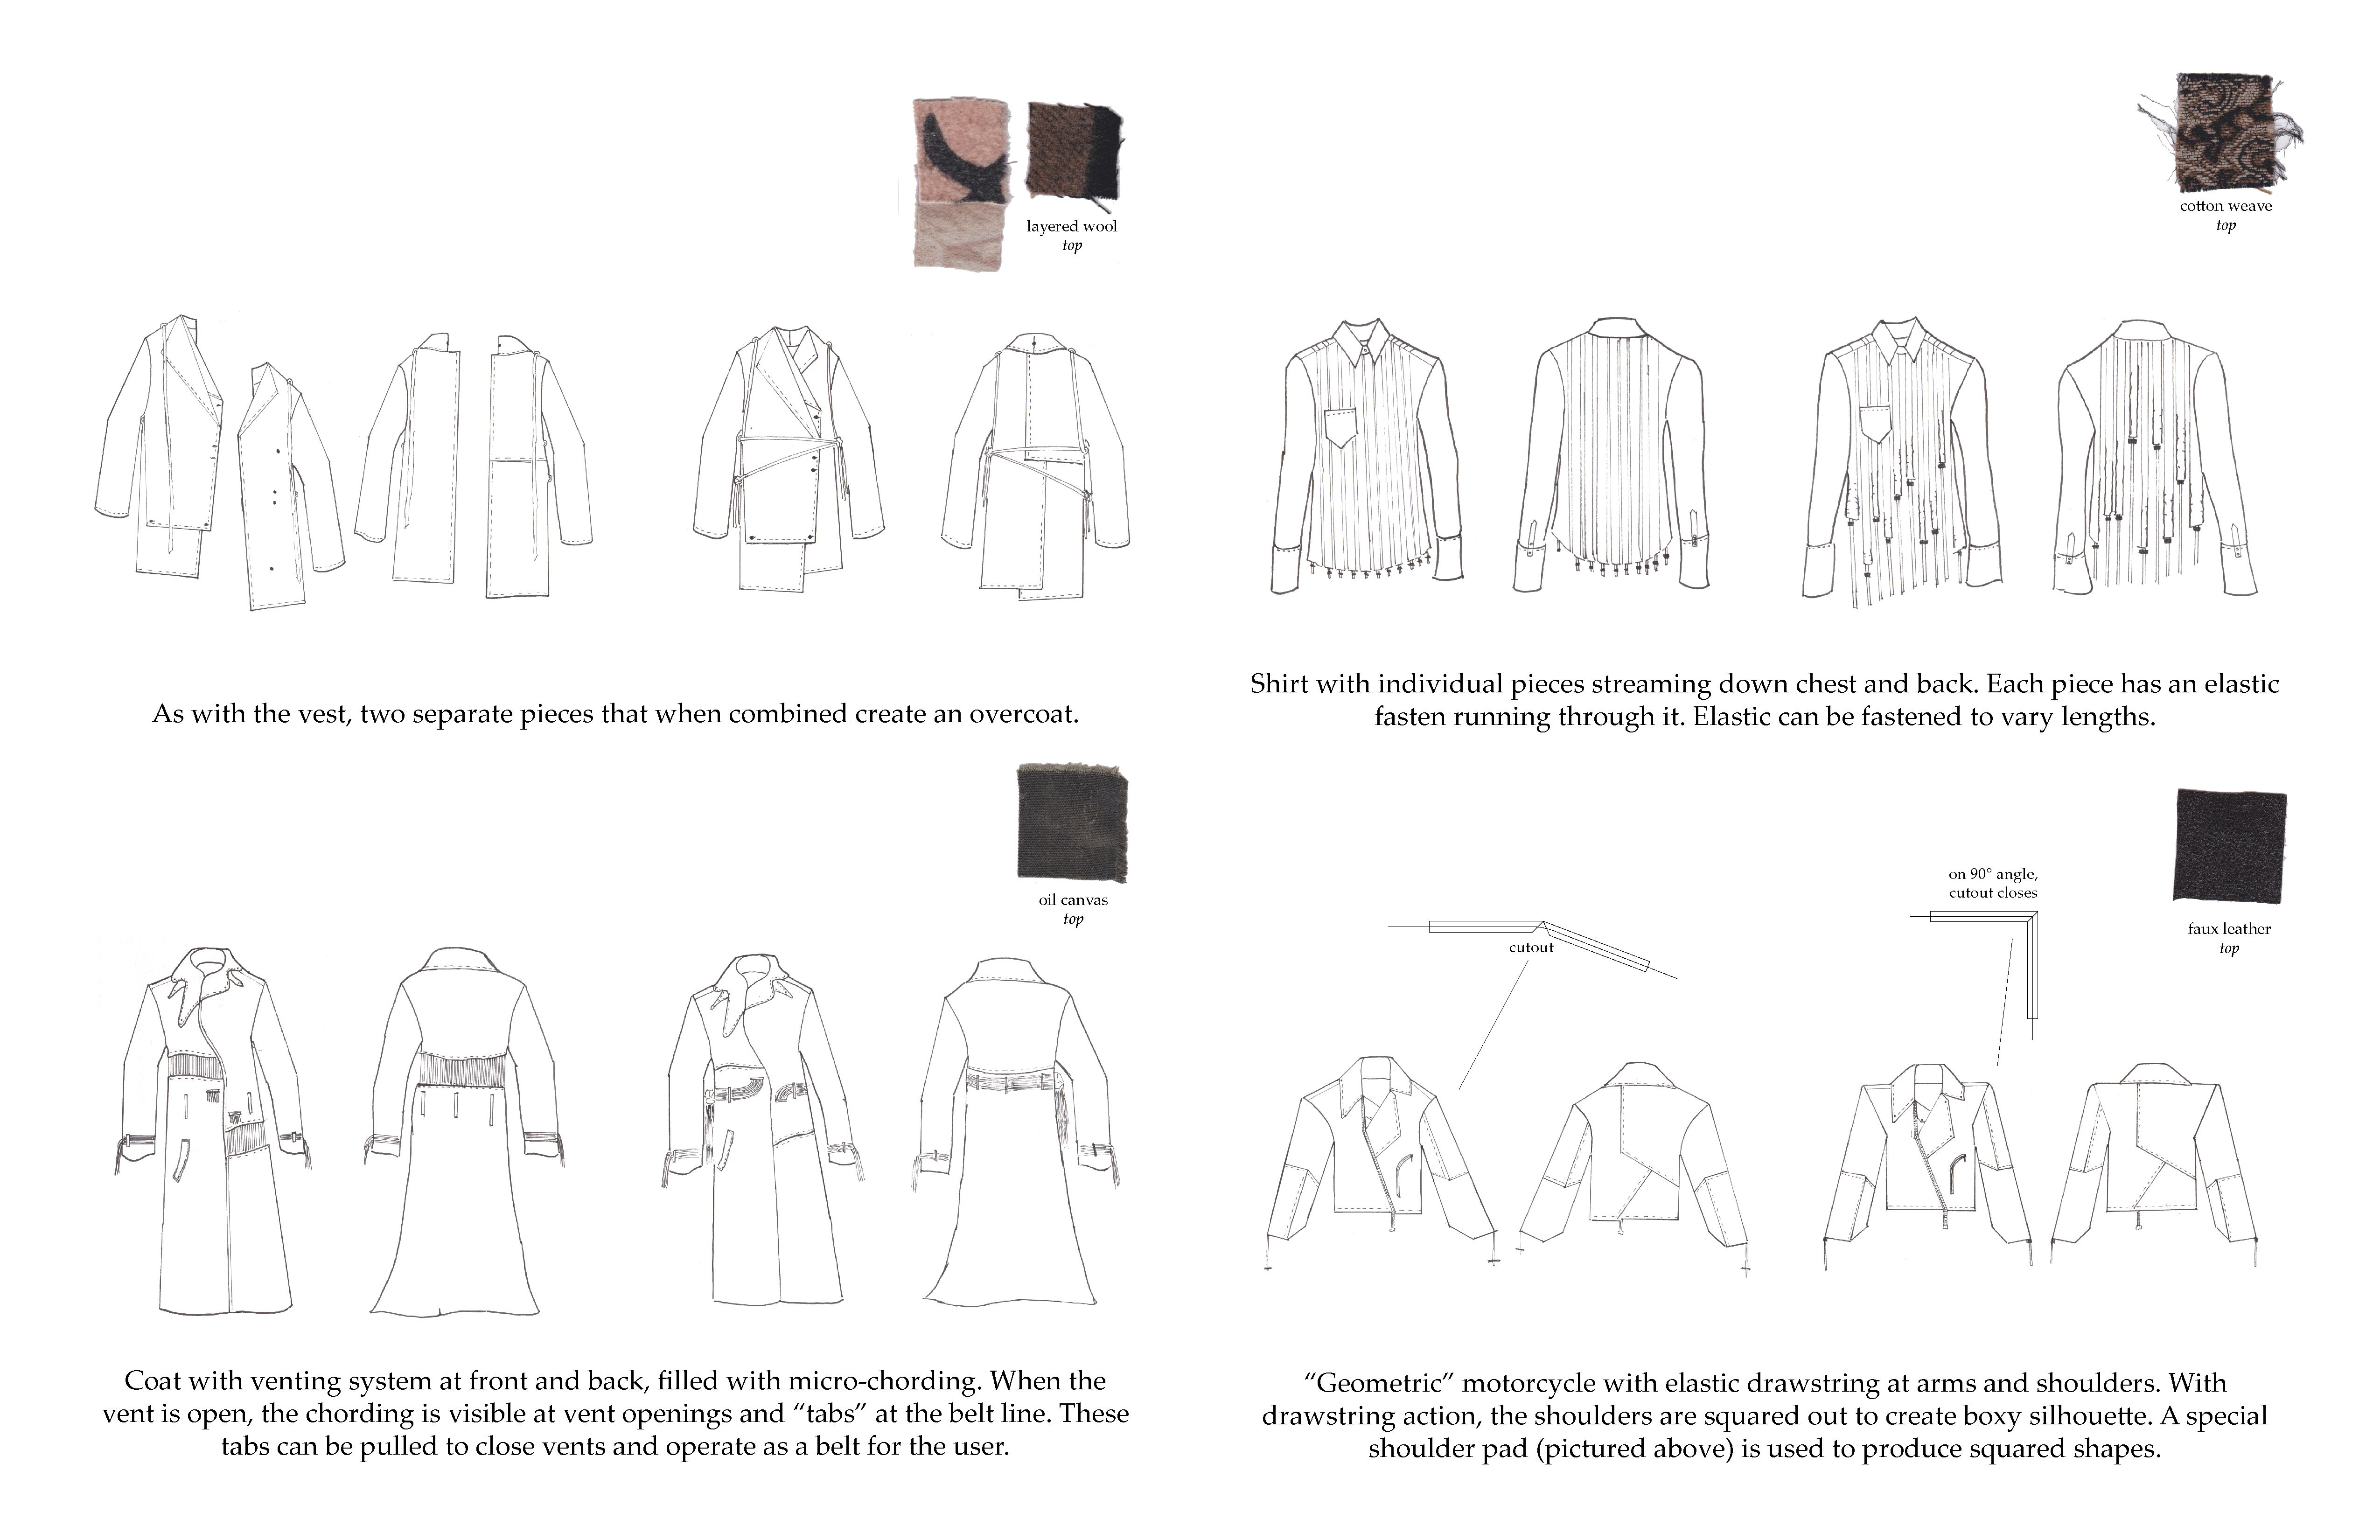 layered wool
top
As with the vest, two separate pieces that when combined create an overcoat.
cotton weave
top
Shirt with individual pieces streaming down chest and back. Each piece has an elastic
fasten running through it. Elastic can be fastened to vary lengths.
oil canvas
top
Coat with venting system at front and back, filled with micro-chording. When the
vent is open, the chording is visible at vent openings and “tabs” at the belt line. These
tabs can be pulled to close vents and operate as a belt for the user.
cutout
on 90° angle,
cutout closes
faux leather
top
“Geometric” motorcycle with elastic drawstring at arms and shoulders. With
drawstring action, the shoulders are squared out to create boxy silhouette. A special
shoulder pad (pictured above) is used to produce squared shapes.